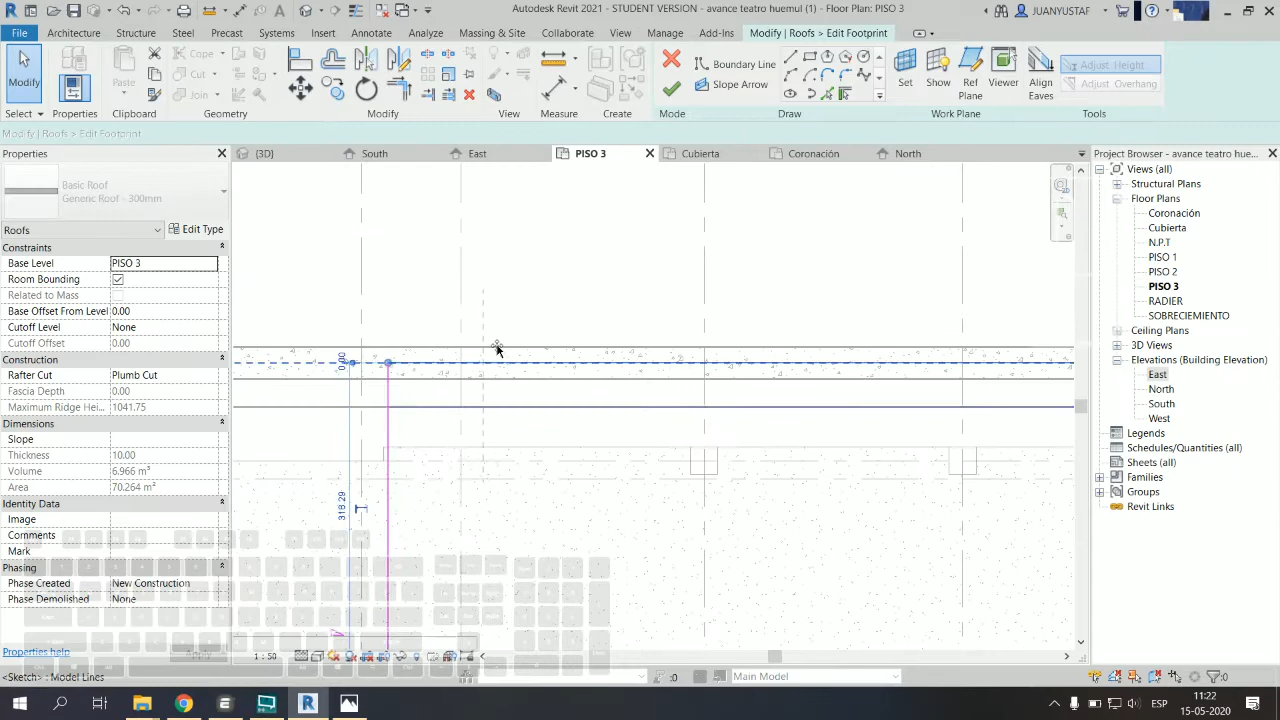 Autodesk Revit 2021 - STUDENT VERSION - avance teatro huemul (1) - Floor Plan: PISO 3
JUANYUSTAF
File Architecture Structure Steel Precast Systems Insert Annotate Analyze Massing & Site Collaborate View Manage Add-Ins Modify | Roofs > Edit Footprint
Modify Paste Cope Cut Join Boundary Line Slope Arrow Set Show Ref Plane Viewer Align Eaves Adjust Height Adjust Overhang
Select Properties Clipboard Geometry Modify View Measure Create Mode Draw Work Plane Tools
Modify | Roofs > Edit Footprint
Properties
(3D) South East PISO 3 Cubierta Coronación North
Project Browser - avance teatro hue...
Basic Roof
Generic Roof - 300mm
Roofs Edit Type
Constraints
Base Level PISO 3
Room Bounding
Related to Mass
Base Offset From Level 0.00
Cutoff Level None
Cutoff Offset 0.00
Construction
Rafter Cut Plumb Cut
Fascia Depth 0.00
Maximum Ridge Hei... 1041.75
Dimensions
Slope
Thickness 10.00
Volume 6.966 m³
Area 70.264 m²
Identity Data
Image
Comments
Mark
Phasing
Phase Created New Construction
Phase Demolished None
Properties help Apply
0.00
318.29
Views (all)
Structural Plans
Floor Plans
Coronación
Cubierta
N.P.T
PISO 1
PISO 2
PISO 3
RADIER
SOBRECIEMIENTO
Ceiling Plans
3D Views
Elevations (Building Elevation)
East
North
South
West
Legends
Schedules/Quantities (all)
Sheets (all)
Families
Groups
Revit Links
1 : 50
<Sketch> : Model Lines
:0 Main Model :0
ESP
11:22
15-05-2020